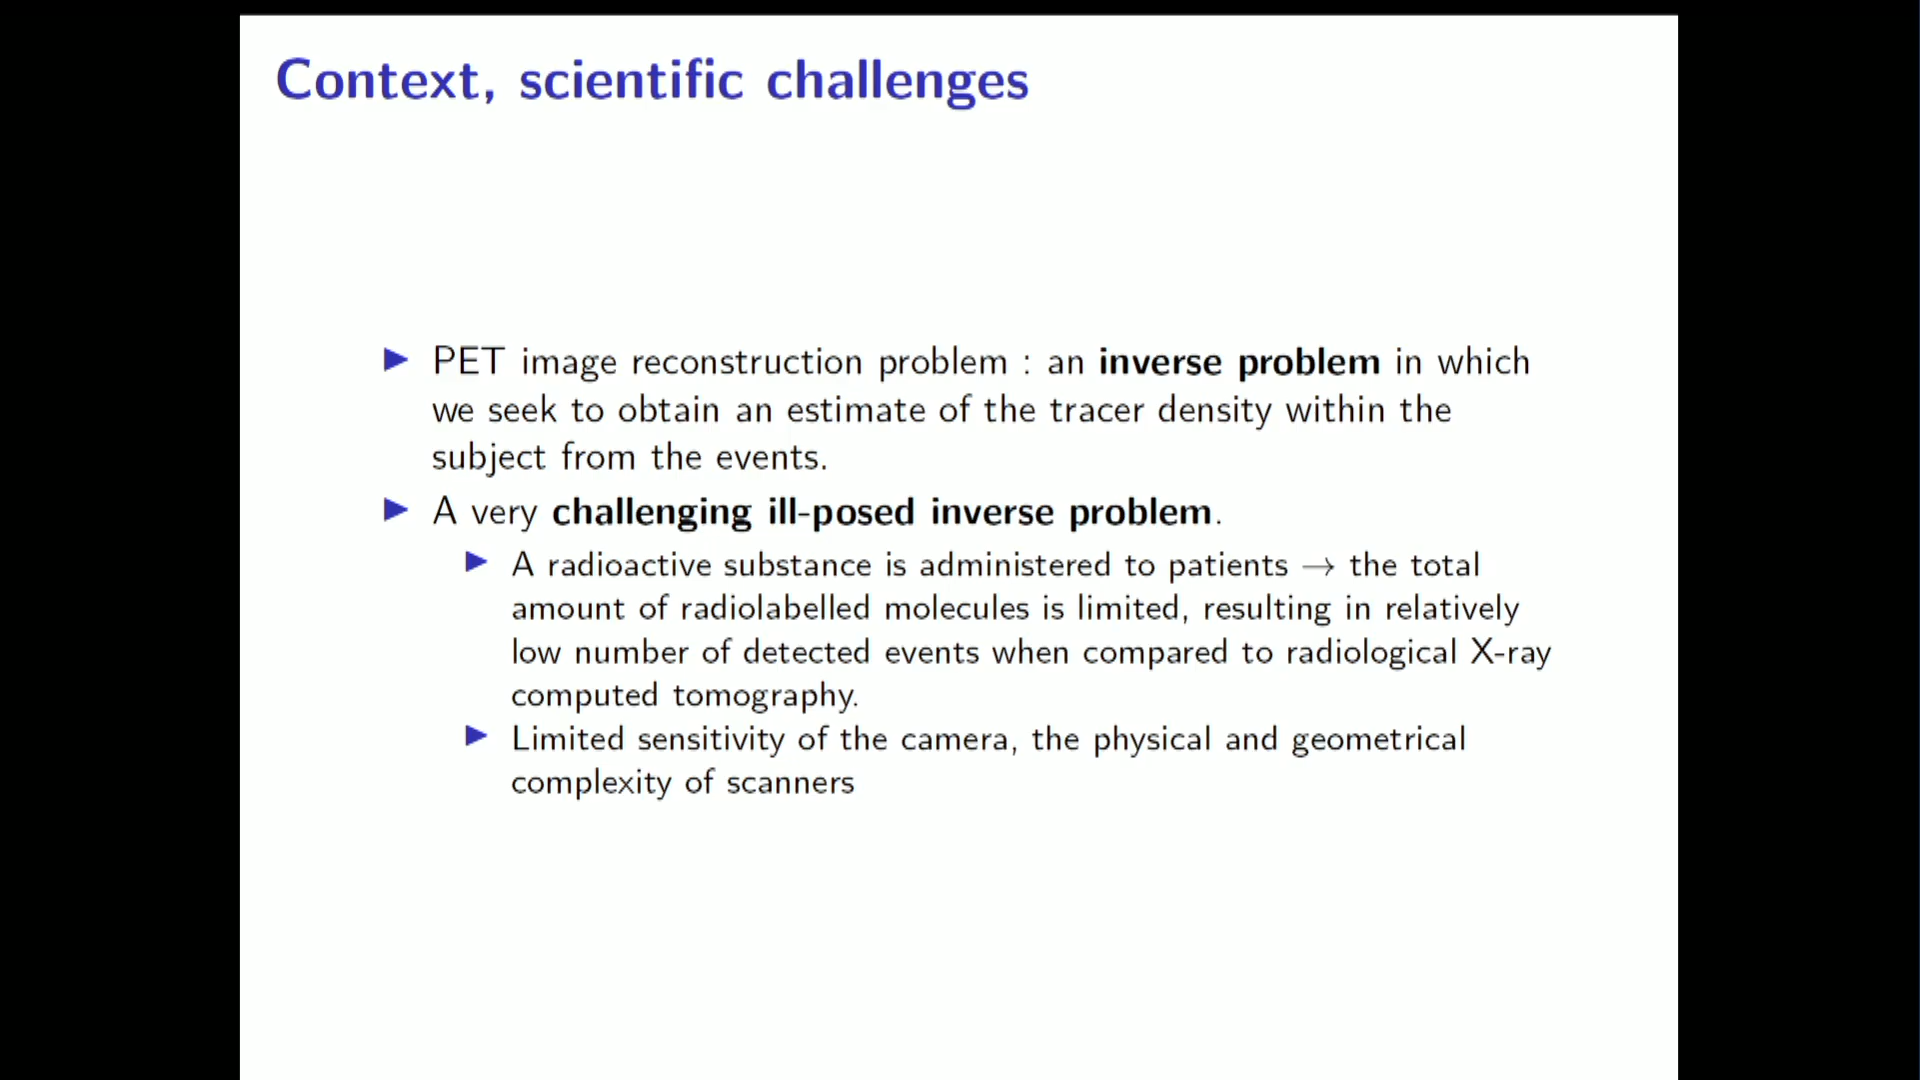 Context, scientific challenges
▶ PET image reconstruction problem : an inverse problem in which
we seek to obtain an estimate of the tracer density within the
subject from the events.
▶ A very challenging ill-posed inverse problem.
▶ A radioactive substance is administered to patients → the total
amount of radiolabelled molecules is limited, resulting in relatively
low number of detected events when compared to radiological X-ray
computed tomography.
▶ Limited sensitivity of the camera, the physical and geometrical
complexity of scanners